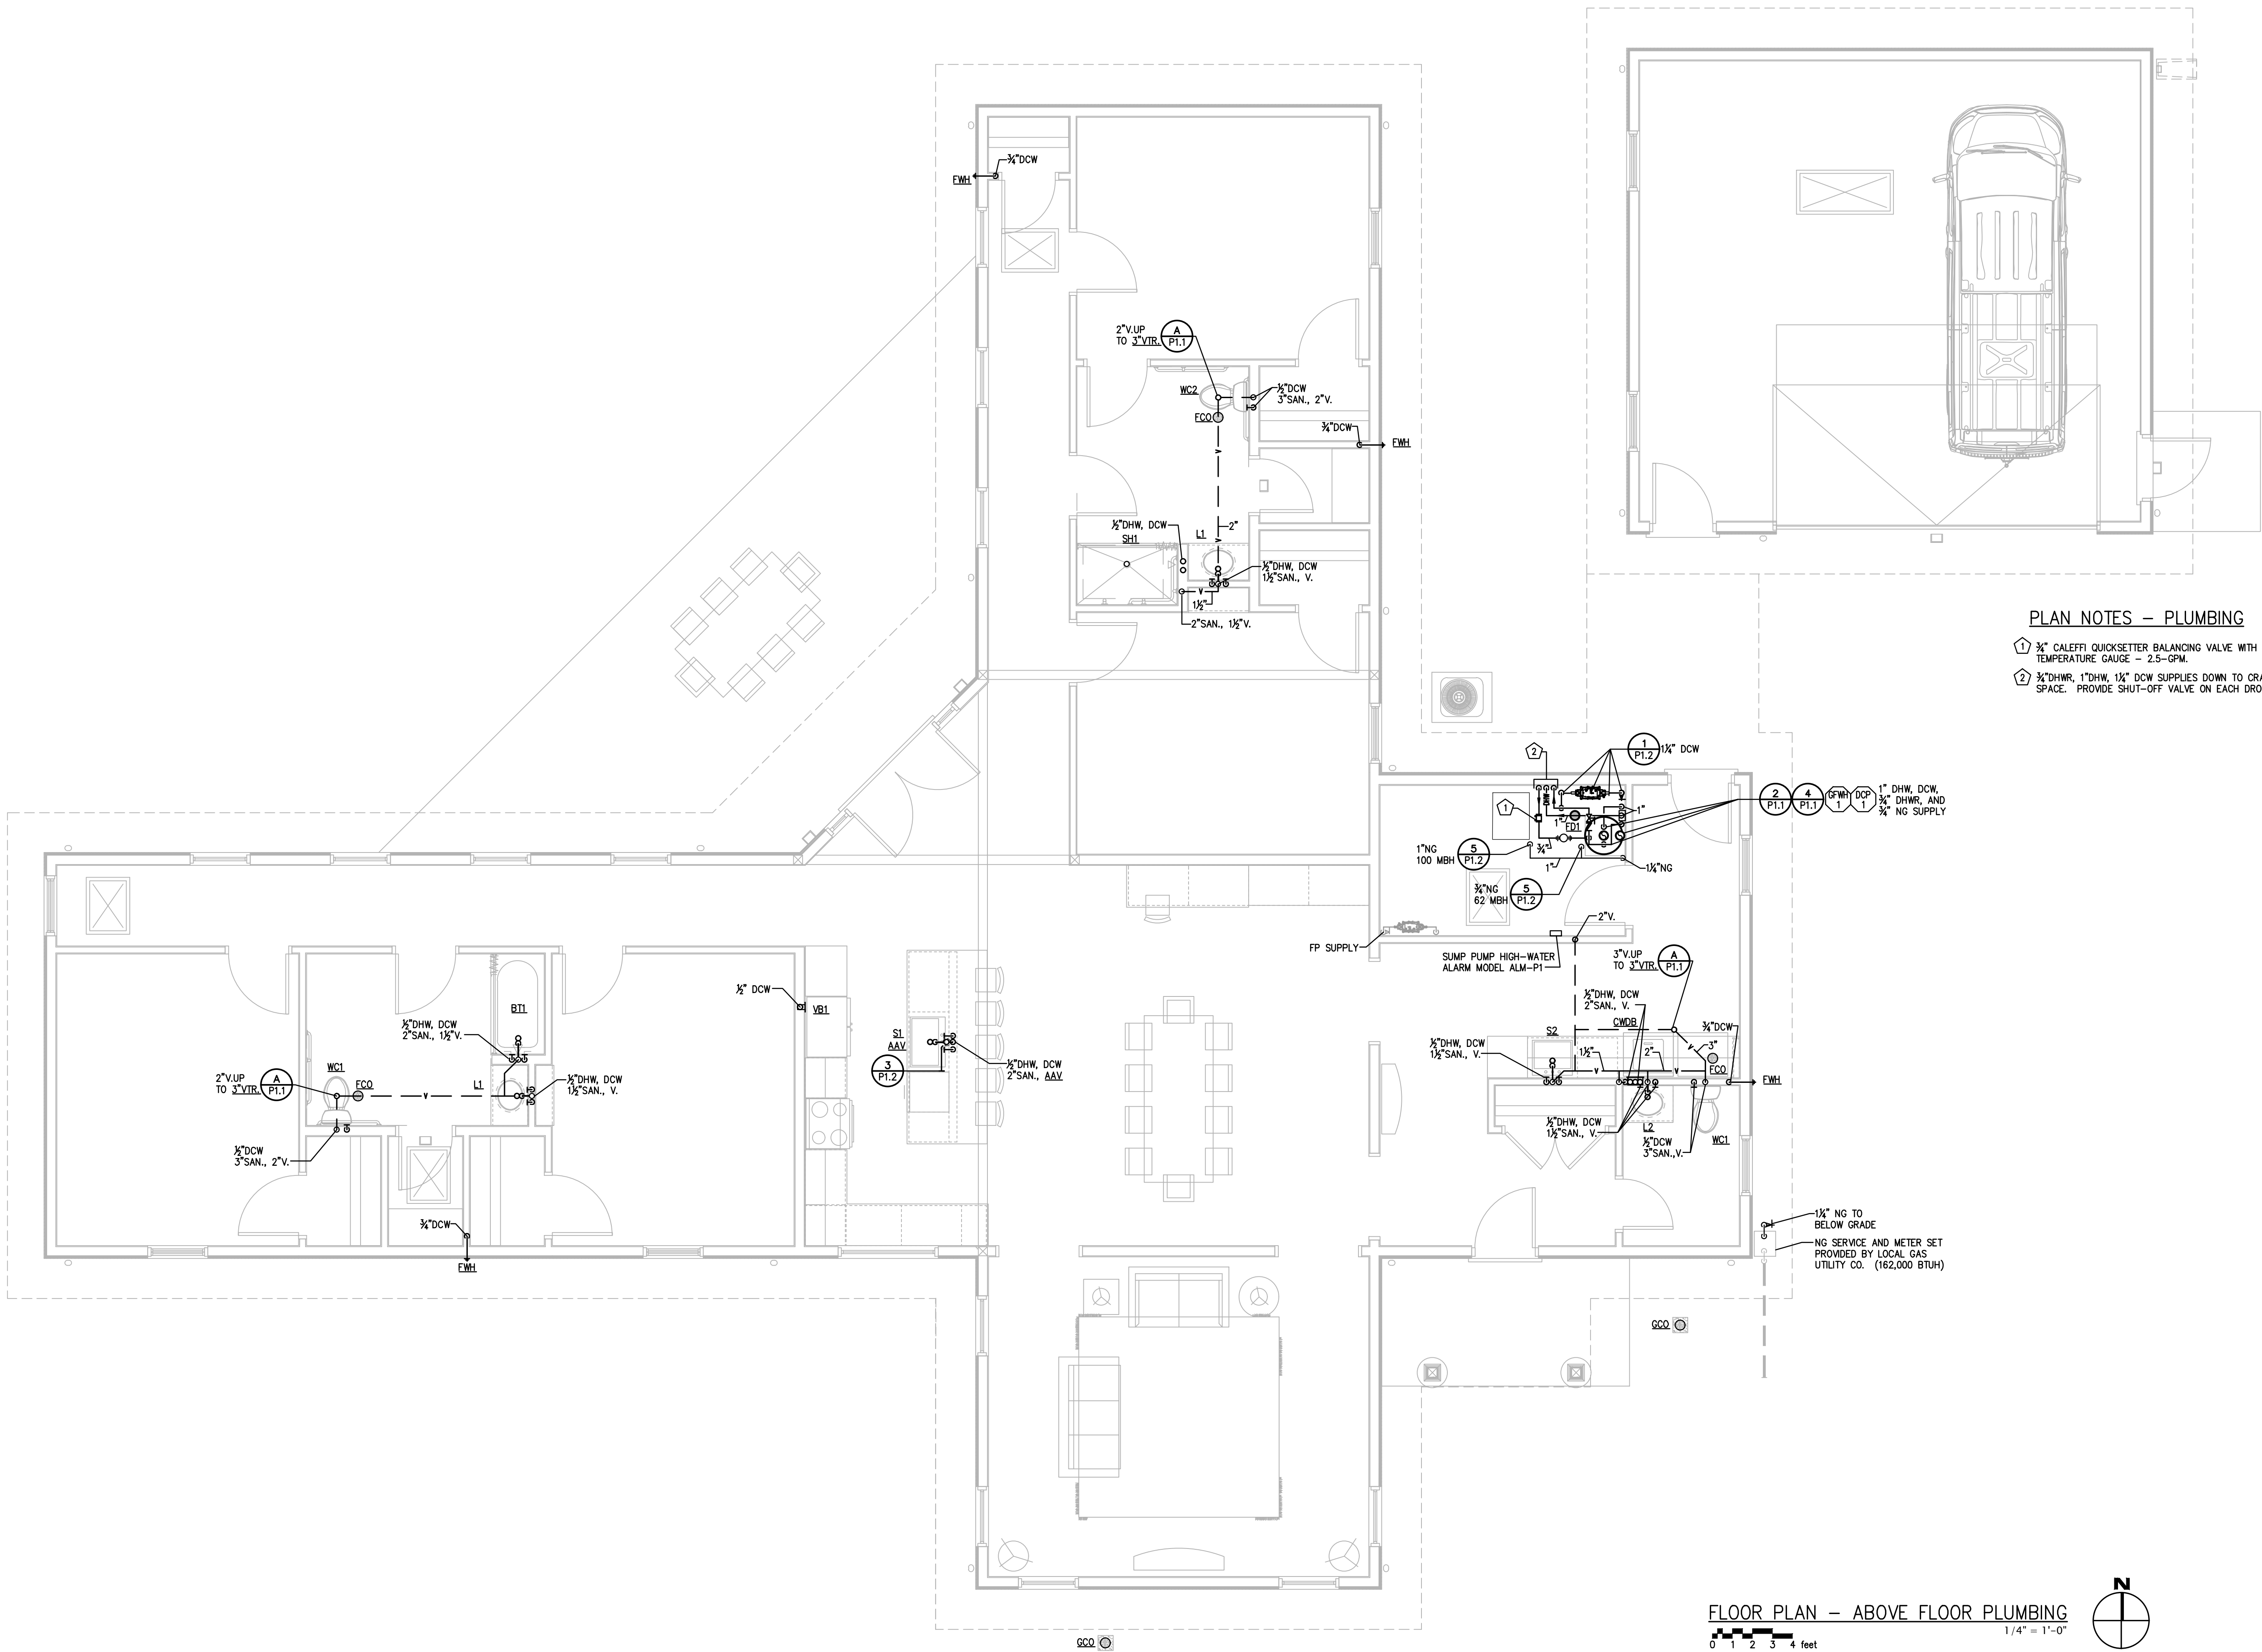 ¾"DCW
FWH
2"V.UP
TO 3"VTR.
A
P1.1
WC2
½"DCW
3"SAN., 2"V.
FCO
¾"DCW
FWH
½"DHW, DCW
SH1
L1
2"
V
V
½"DHW, DCW
1½"SAN., V.
V
1½"
2"SAN., 1½"V.
PLAN NOTES – PLUMBING
1
¾" CALEFFI QUICKSETTER BALANCING VALVE WITH
TEMPERATURE GAUGE – 2.5–GPM.
2
¾"DHWR, 1"DHW, 1¼" DCW SUPPLIES DOWN TO
SPACE. PROVIDE SHUT–OFF VALVE ON EACH
2
1
P1.2
1¼" DCW
1
DHW
1"
1"
FD1
¾"
2
P1.1
4
P1.1
GFWH
1
DCP
1
1" DHW, DCW,
¾" DHWR, AND
¾" NG SUPPLY
1"NG
100 MBH
5
P1.2
1"
1¼"NG
¾"NG
62 MBH
5
P1.2
2"V.
FP SUPPLY
SUMP PUMP HIGH–WATER
ALARM MODEL ALM–P1
3"V.UP
TO 3"VTR.
A
P1.1
½"DHW, DCW
2"SAN., V.
CWDB
¾"DCW
S2
½"DHW, DCW
1½"SAN., V.
1½"
2"
V
V
V
3"
FCO
FWH
½"DHW, DCW
1½"SAN., V.
L2
½"DCW
3"SAN.,V.
WC1
½" DCW
VB1
S1
AAV
3
P1.2
½"DHW, DCW
2"SAN., AAV
BT1
½"DHW, DCW
2"SAN., 1½"V.
WC1
2"V.UP
TO 3"VTR.
A
P1.1
FCO
L1
V
½"DHW, DCW
1½"SAN., V.
½"DCW
3"SAN., 2"V.
¾"DCW
FWH
1¼" NG TO
BELOW GRADE
NG SERVICE AND METER SET
PROVIDED BY LOCAL GAS
UTILITY CO. (162,000 BTUH)
GCO
GCO
FLOOR PLAN – ABOVE FLOOR PLUMBING
1/4" = 1'-0"
0 1 2 3 4 feet
N